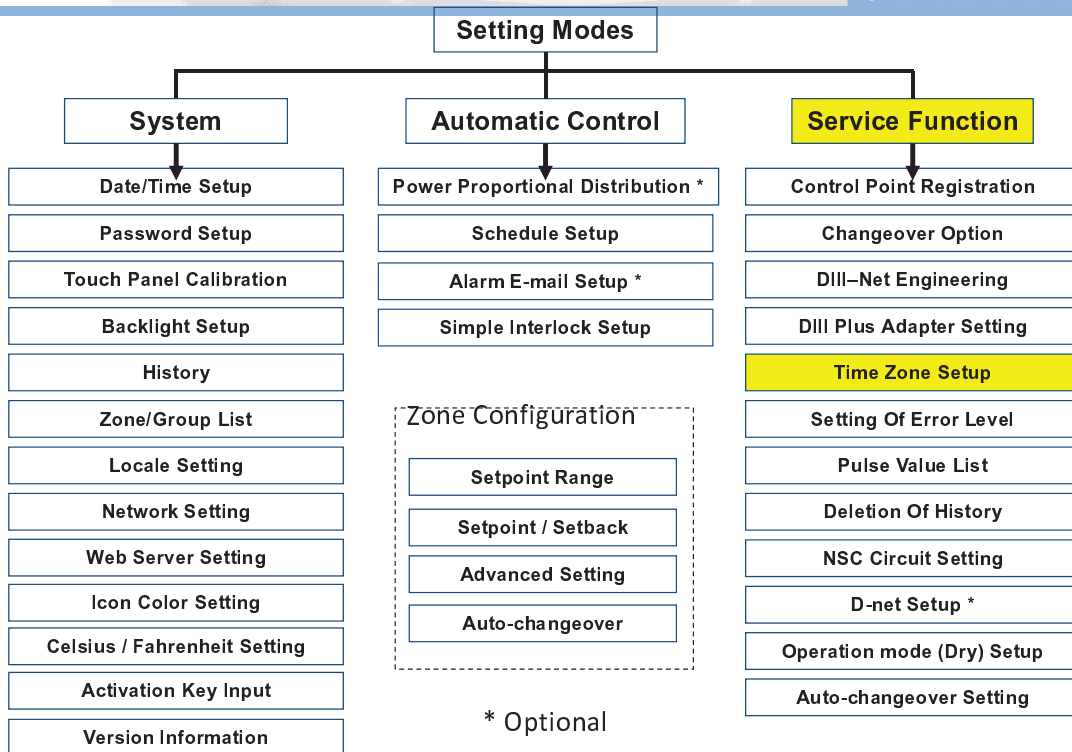 Setting Modes
System
Date/Time Setup
Password Setup
Touch Panel Calibration
Backlight Setup
History
Zone/Group List
Locale Setting
Network Setting
Web Server Setting
Icon Color Setting
Celsius / Fahrenheit Setting
Activation Key Input
Version Information
Automatic Control
Power Proportional Distribution *
Schedule Setup
Alarm E-mail Setup *
Simple Interlock Setup
Zone Configuration
Setpoint Range
Setpoint / Setback
Advanced Setting
Auto-changeover
* Optional
Service Function
Control Point Registration
Changeover Option
DIII–Net Engineering
DIII Plus Adapter Setting
Time Zone Setup
Setting Of Error Level
Pulse Value List
Deletion Of History
NSC Circuit Setting
D-net Setup *
Operation mode (Dry) Setup
Auto-changeover Setting